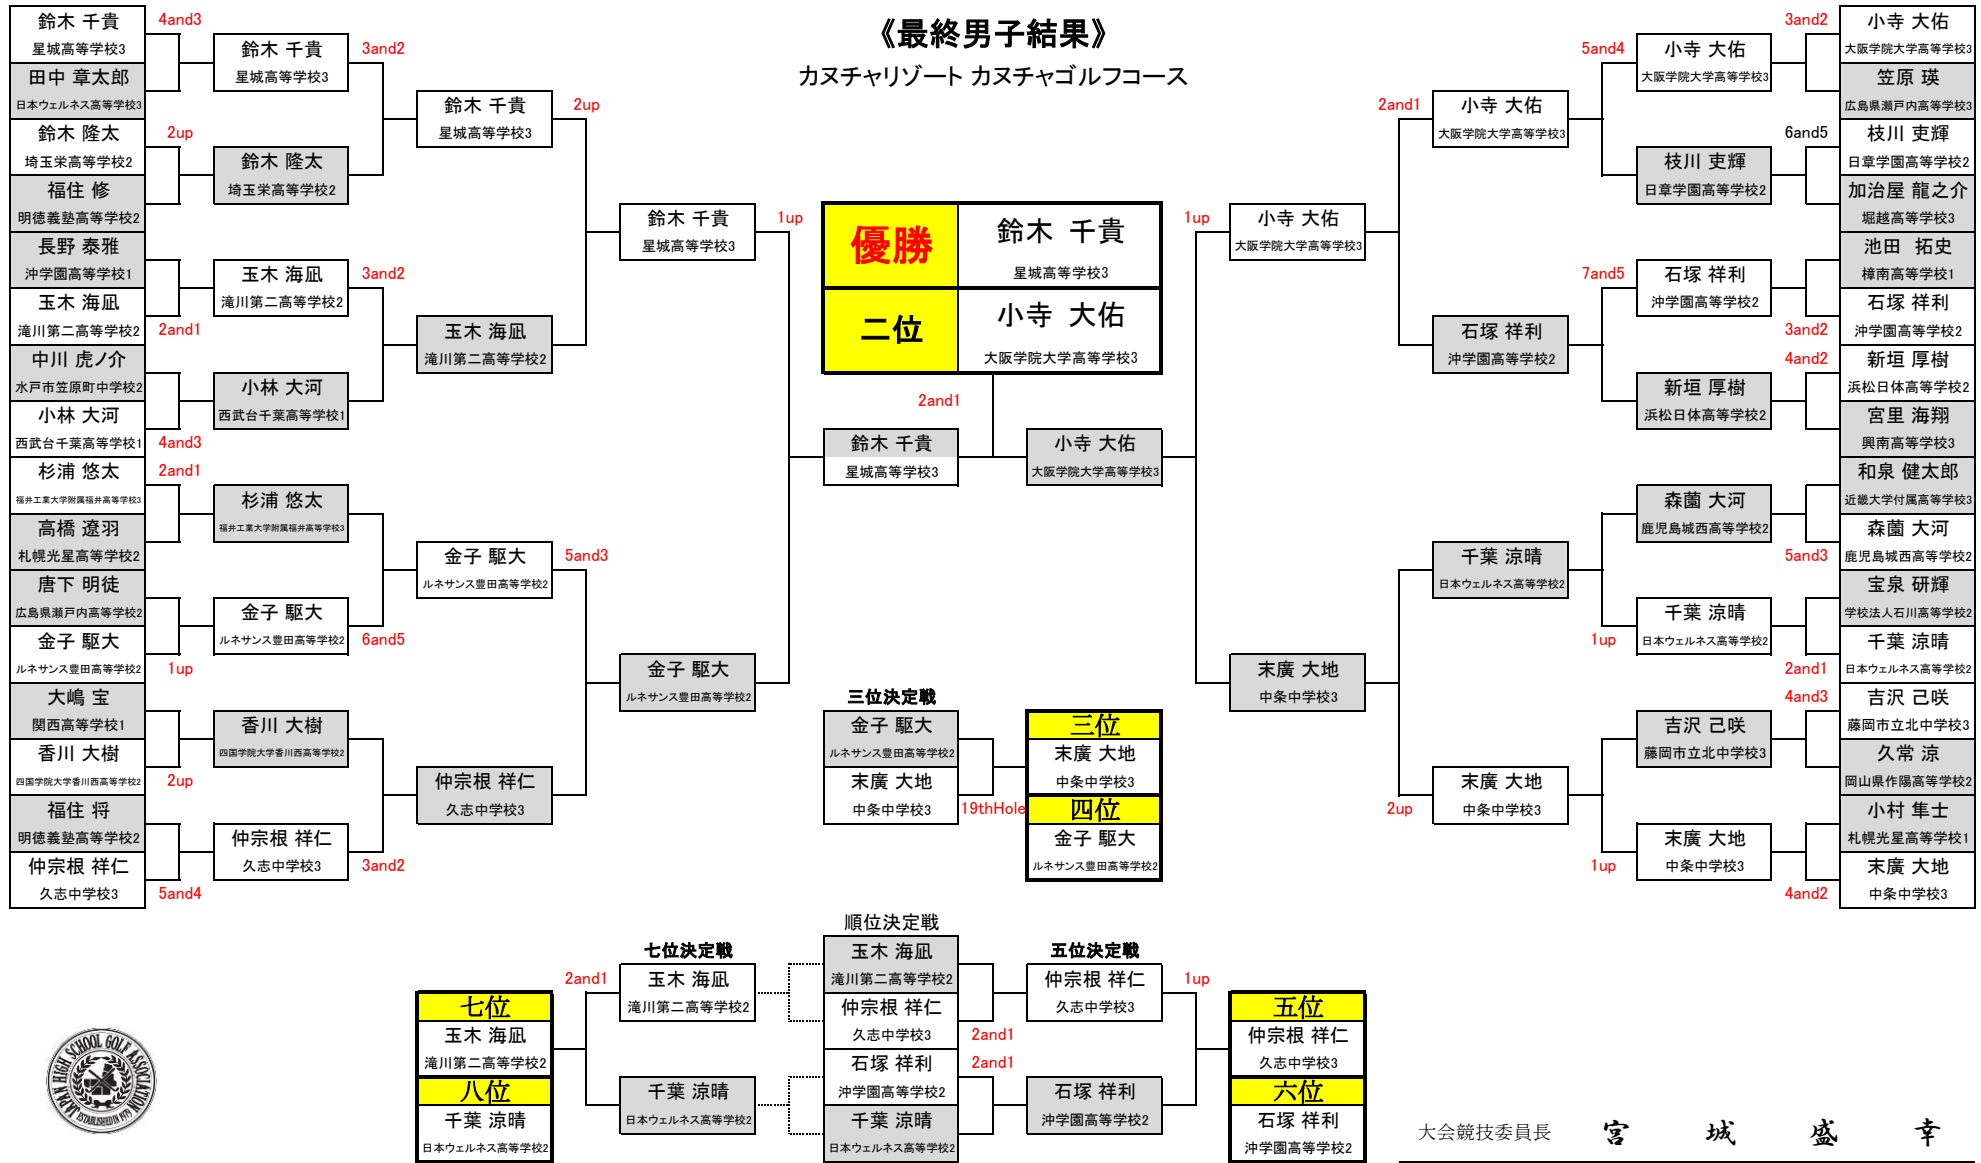 《最終男子結果》
カヌチャリゾート カヌチャゴルフコース
鈴木 千貴
星城高等学校3
田中 章太郎
日本ウェルネス高等学校3
鈴木 隆太
埼玉栄高等学校2
福住 修
明徳義塾高等学校2
長野 泰雅
沖学園高等学校1
玉木 海凪
滝川第二高等学校2
中川 虎ノ介
水戸市笠原町中学校2
小林 大河
西武台千葉高等学校1
杉浦 悠太
福井工業大学附属福井高等学校3
高橋 遼羽
札幌光星高等学校2
唐下 明徒
広島県瀬戸内高等学校2
金子 駆大
ルネサンス豊田高等学校2
大嶋 宝
関西高等学校1
香川 大樹
四国学院大学香川西高等学校2
福住 将
明徳義塾高等学校2
仲宗根 祥仁
久志中学校3
4and3
2up
2and1
4and3
2and1
1up
2up
5and4
鈴木 千貴
星城高等学校3
鈴木 隆太
埼玉栄高等学校2
玉木 海凪
滝川第二高等学校2
小林 大河
西武台千葉高等学校1
杉浦 悠太
福井工業大学附属福井高等学校3
金子 駆大
ルネサンス豊田高等学校2
香川 大樹
四国学院大学香川西高等学校2
仲宗根 祥仁
久志中学校3
3and2
3and2
6and5
3and2
鈴木 千貴
星城高等学校3
玉木 海凪
滝川第二高等学校2
金子 駆大
ルネサンス豊田高等学校2
仲宗根 祥仁
久志中学校3
2up
5and3
鈴木 千貴
星城高等学校3
金子 駆大
ルネサンス豊田高等学校2
1up
優勝
鈴木 千貴
星城高等学校3
二位
小寺 大佑
大阪学院大学高等学校3
2and1
鈴木 千貴
星城高等学校3
小寺 大佑
大阪学院大学高等学校3
1up
小寺 大佑
大阪学院大学高等学校3
末廣 大地
中条中学校3
2and1
2up
小寺 大佑
大阪学院大学高等学校3
石塚 祥利
沖学園高等学校2
千葉 涼晴
日本ウェルネス高等学校2
末廣 大地
中条中学校3
5and4
7and5
1up
1up
小寺 大佑
大阪学院大学高等学校3
枝川 吏輝
日章学園高等学校2
石塚 祥利
沖学園高等学校2
新垣 厚樹
浜松日体高等学校2
森薗 大河
鹿児島城西高等学校2
千葉 涼晴
日本ウェルネス高等学校2
吉沢 己咲
藤岡市立北中学校3
末廣 大地
中条中学校3
3and2
6and5
3and2
4and2
5and3
2and1
4and3
4and2
小寺 大佑
大阪学院大学高等学校3
笠原 瑛
広島県瀬戸内高等学校3
枝川 吏輝
日章学園高等学校2
加治屋 龍之介
堀越高等学校3
池田 拓史
樟南高等学校1
石塚 祥利
沖学園高等学校2
新垣 厚樹
浜松日体高等学校2
宮里 海翔
興南高等学校3
和泉 健太郎
近畿大学付属高等学校3
森薗 大河
鹿児島城西高等学校2
宝泉 研輝
学校法人石川高等学校2
千葉 涼晴
日本ウェルネス高等学校2
吉沢 己咲
藤岡市立北中学校3
久常 涼
岡山県作陽高等学校2
小村 隼士
札幌光星高等学校1
末廣 大地
中条中学校3
三位決定戦
金子 駆大
ルネサンス豊田高等学校2
末廣 大地
中条中学校3
19thHole
三位
末廣 大地
中条中学校3
四位
金子 駆大
ルネサンス豊田高等学校2
順位決定戦
玉木 海凪
滝川第二高等学校2
仲宗根 祥仁
久志中学校3
石塚 祥利
沖学園高等学校2
千葉 涼晴
日本ウェルネス高等学校2
2and1
2and1
七位決定戦
玉木 海凪
滝川第二高等学校2
千葉 涼晴
日本ウェルネス高等学校2
2and1
七位
玉木 海凪
滝川第二高等学校2
八位
千葉 涼晴
日本ウェルネス高等学校2
五位決定戦
仲宗根 祥仁
久志中学校3
石塚 祥利
沖学園高等学校2
1up
五位
仲宗根 祥仁
久志中学校3
六位
石塚 祥利
沖学園高等学校2
JAPAN HIGH SCHOOL GOLF ASSOCIATION
ESTABLISHED IN 1979
大会競技委員長 宮 城 盛 幸